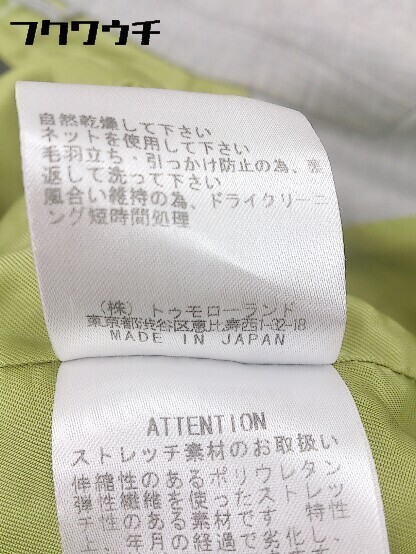 フクワウチ
自然乾燥して下さい
ネットを使用して下さい
毛羽立ち・引っかけ防止の為、裏
返して洗って下さい
風合い維持の為、ドライクリーニ
ング短時間処理
(株)トゥモローランド
東京都渋谷区恵比寿西1-32-18
MADE IN JAPAN
ATTENTION
ストレッチ素材のお取扱い
伸縮性のあるポリウレタン
弾性繊維を使ったストレッ
チ性のある素材です 特性
上、年月の経過で劣化し、